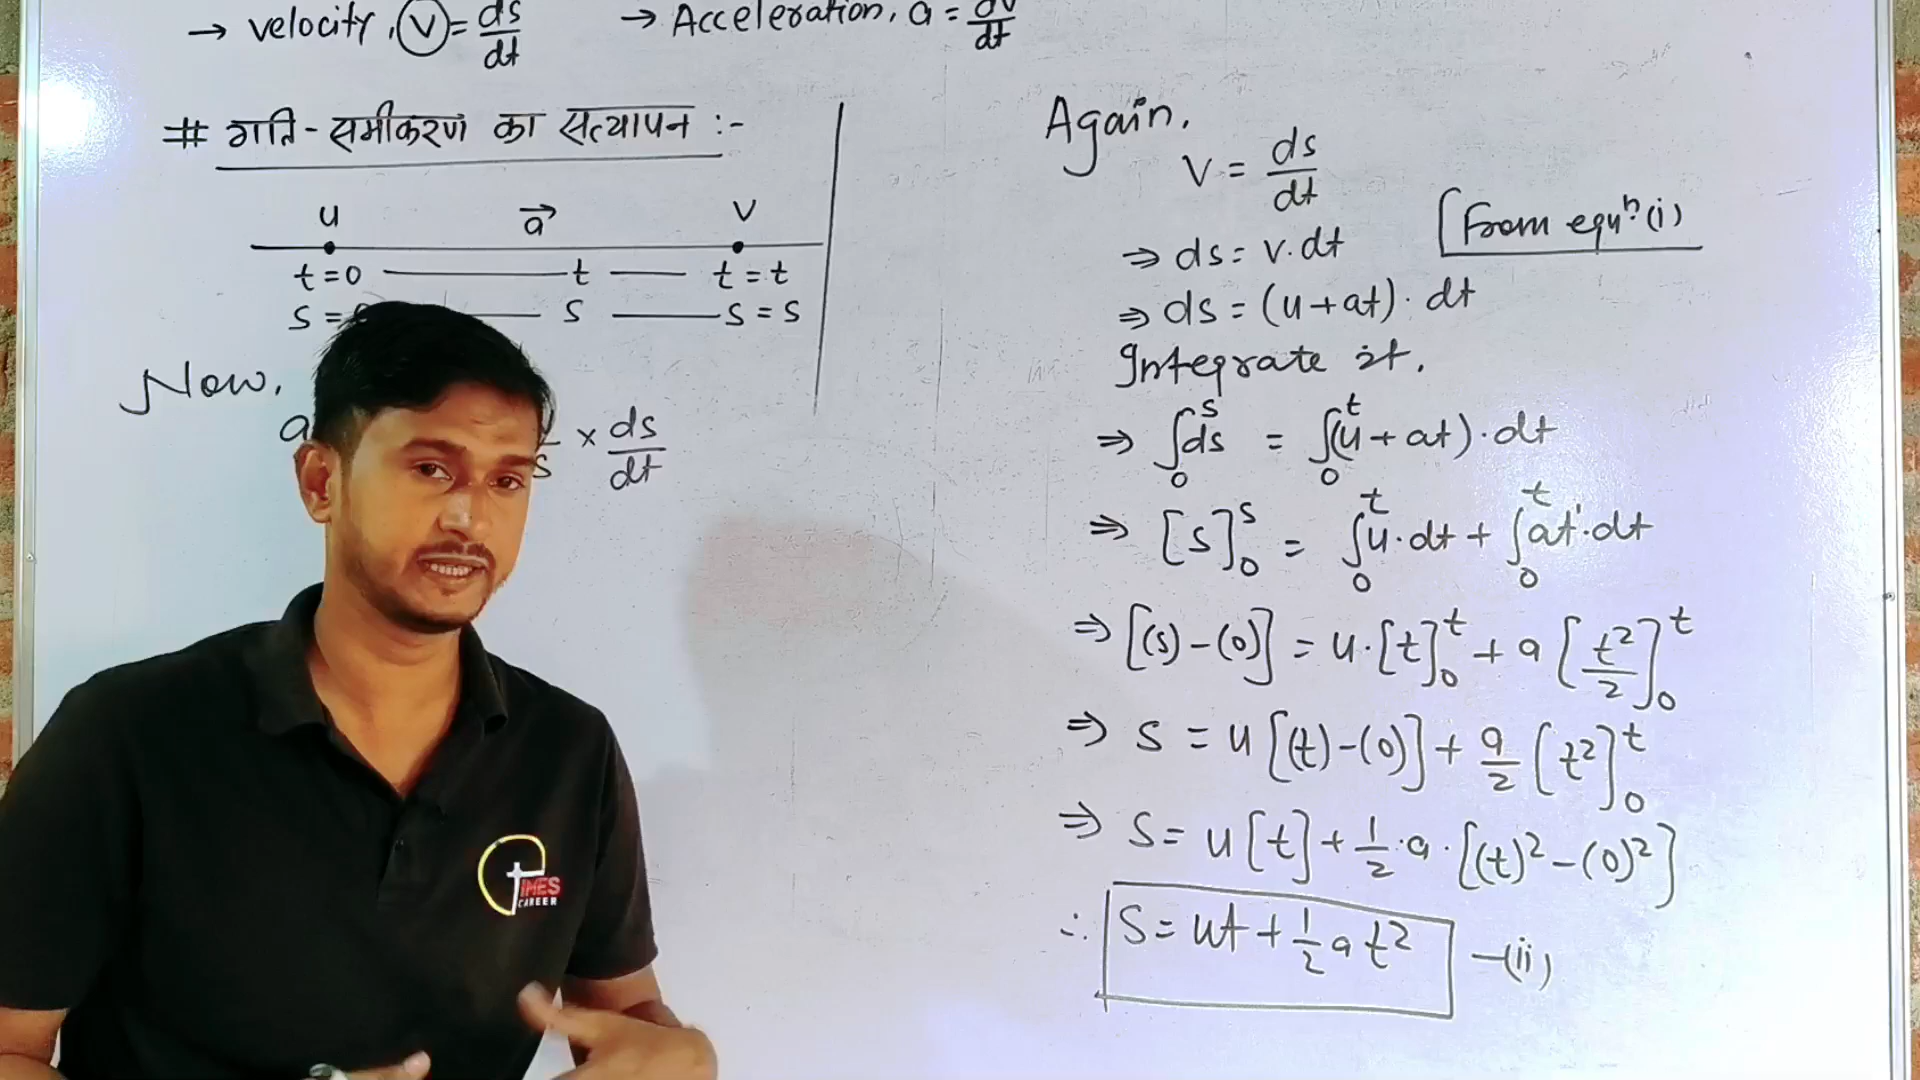 → velocity, v = ds/dt → Acceleration, a = dv/dt
# गति - समीकरण का सत्यापन :-
u a⃗ v
t=0 t t=t
S= S S=S
Now,
a × ds/dt
Again,
v = ds/dt
⇒ ds = v.dt [From equⁿ.(i)
⇒ ds = (u+at). dt
Integrate it,
⇒ ∫₀ˢ ds = ∫₀ᵗ (u+at).dt
⇒ [s]₀ˢ = ∫₀ᵗ u.dt + ∫₀ᵗ at¹.dt
⇒ [(s)-(0)] = u.[t]₀ᵗ + a [t²/2]₀ᵗ
⇒ s = u [(t)-(0)] + a/2 [t²]₀ᵗ
⇒ S = u[t] + 1/2 . a . [(t)²-(0)²]
∴ S = ut + 1/2 at² -(ii)
TIMES
CAREER